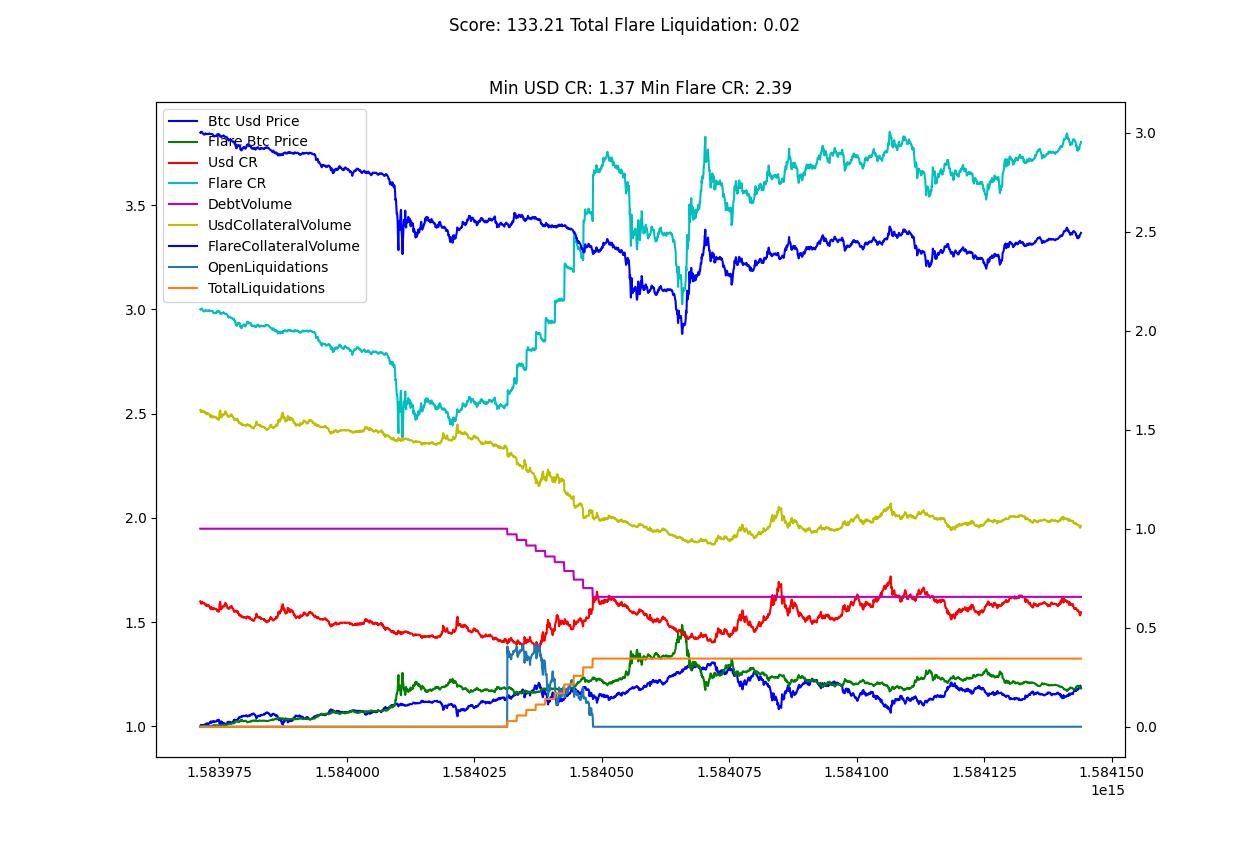 Score: 133.21 Total Flare Liquidation: 0.02
Min USD CR: 1.37 Min Flare CR: 2.39
Btc Usd Price
Flare Btc Price
Usd CR
Flare CR
DebtVolume
UsdCollateralVolume
FlareCollateralVolume
OpenLiquidations
TotalLiquidations
3.5
3.0
2.5
2.0
1.5
1.0
3.0
2.5
2.0
1.5
1.0
0.5
0.0
1.583975 1.584000 1.584025 1.584050 1.584075 1.584100 1.584125 1.584150
1e15